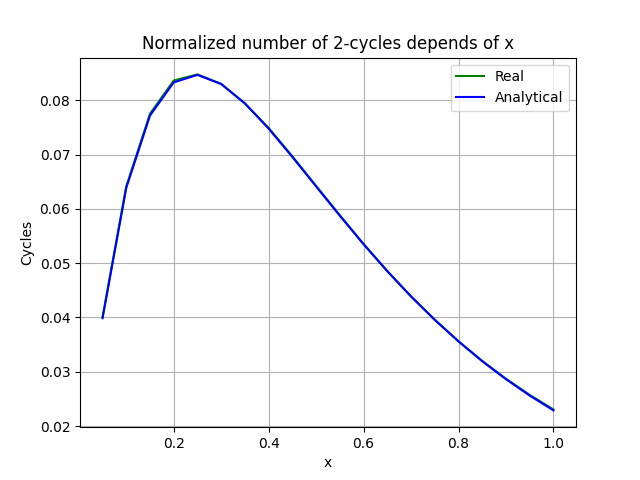 Normalized number of 2-cycles depends of x
Real
Analytical
Cycles
0.08
0.07
0.06
0.05
0.04
0.03
0.02
0.2
0.4
0.6
0.8
1.0
x